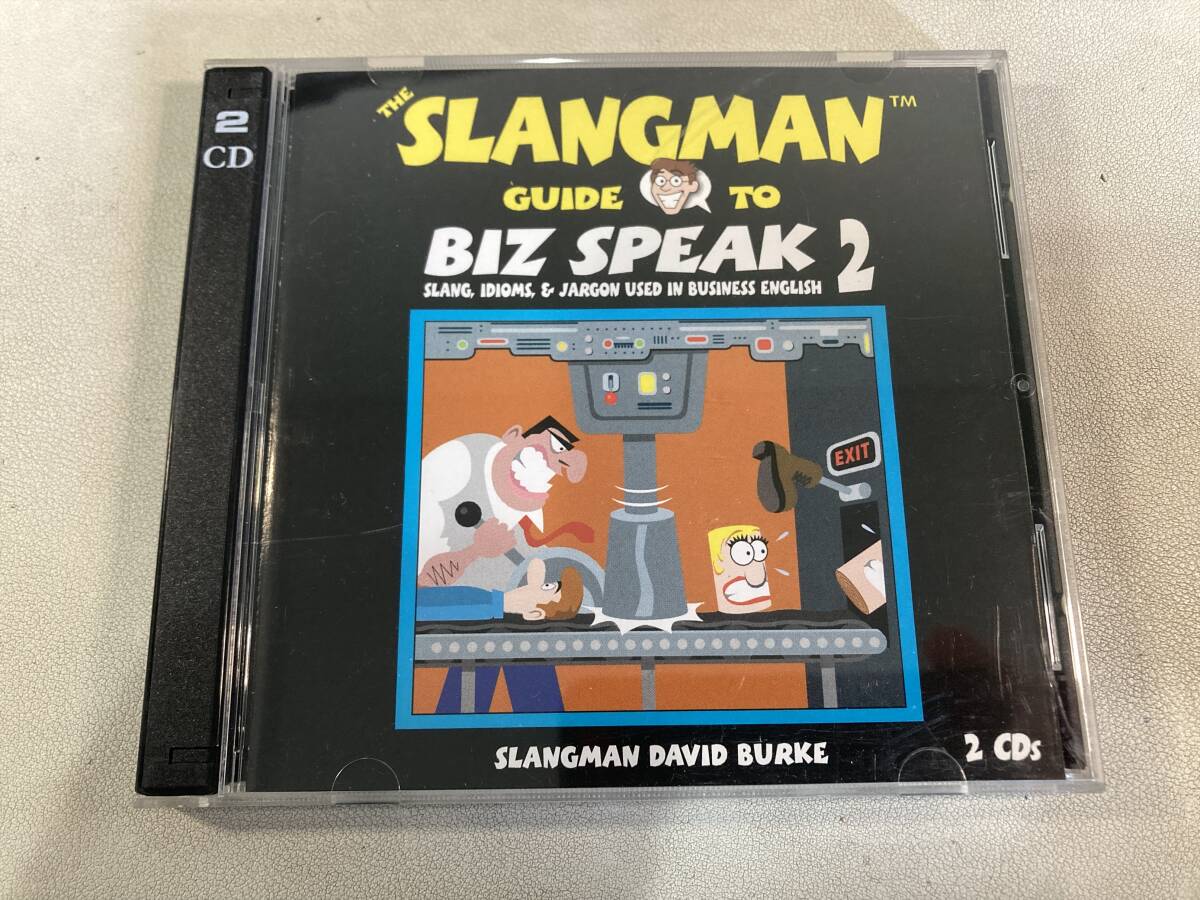 2
CD
THE
SLANGMAN™
GUIDE TO
BIZ SPEAK 2
SLANG, IDIOMS, & JARGON USED IN BUSINESS ENGLISH
EXIT
SLANGMAN DAVID BURKE
2 CDs